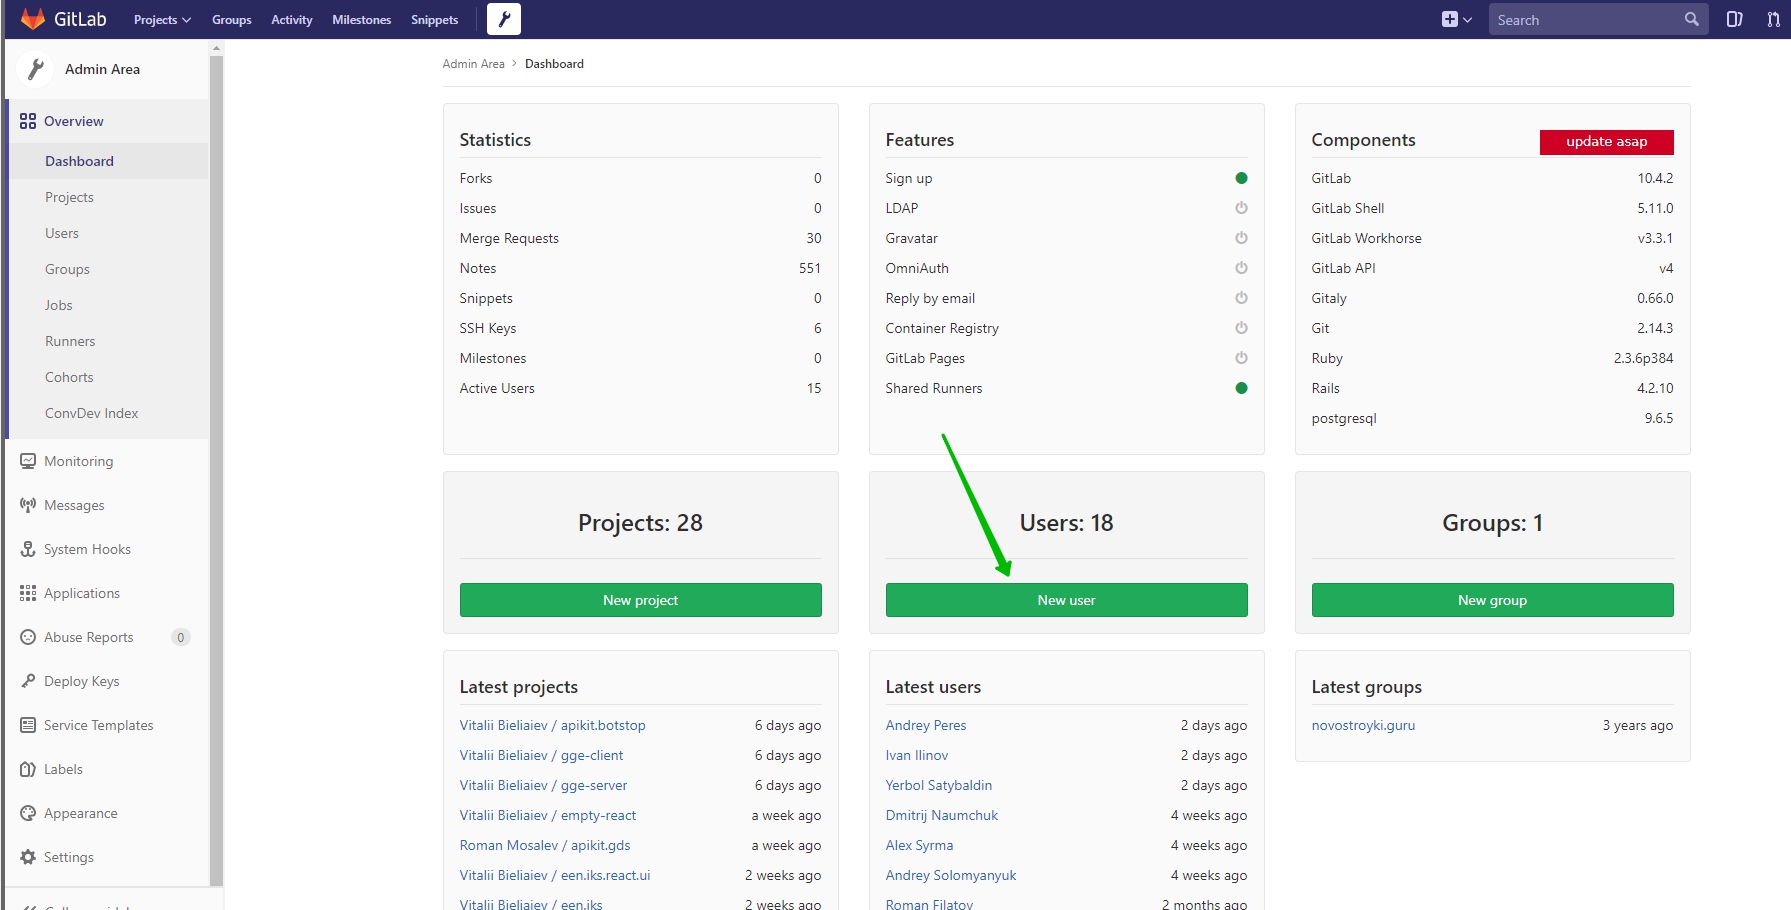 GitLab Projects Groups Activity Milestones Snippets Search
Admin Area
Overview
Dashboard
Projects
Users
Groups
Jobs
Runners
Cohorts
ConvDev Index
Monitoring
Messages
System Hooks
Applications
Abuse Reports 0
Deploy Keys
Service Templates
Labels
Appearance
Settings
Admin Area > Dashboard
Statistics
Forks 0
Issues 0
Merge Requests 30
Notes 551
Snippets 0
SSH Keys 6
Milestones 0
Active Users 15
Features
Sign up
LDAP
Gravatar
OmniAuth
Reply by email
Container Registry
GitLab Pages
Shared Runners
Components update asap
GitLab 10.4.2
GitLab Shell 5.11.0
GitLab Workhorse v3.3.1
GitLab API v4
Gitaly 0.66.0
Git 2.14.3
Ruby 2.3.6p384
Rails 4.2.10
postgresql 9.6.5
Projects: 28
New project
Users: 18
New user
Groups: 1
New group
Latest projects
Vitalii Bieliaiev / apikit.botstop 6 days ago
Vitalii Bieliaiev / gge-client 6 days ago
Vitalii Bieliaiev / gge-server 6 days ago
Vitalii Bieliaiev / empty-react a week ago
Roman Mosalev / apikit.gds a week ago
Vitalii Bieliaiev / een.iks.react.ui 2 weeks ago
Vitalii Bieliaiev / een.iks 2 weeks ago
Latest users
Andrey Peres 2 days ago
Ivan Ilinov 2 days ago
Yerbol Satybaldin 2 days ago
Dmitrij Naumchuk 4 weeks ago
Alex Syrma 4 weeks ago
Andrey Solomyanyuk 4 weeks ago
Roman Filatov 2 months ago
Latest groups
novostroyki.guru 3 years ago